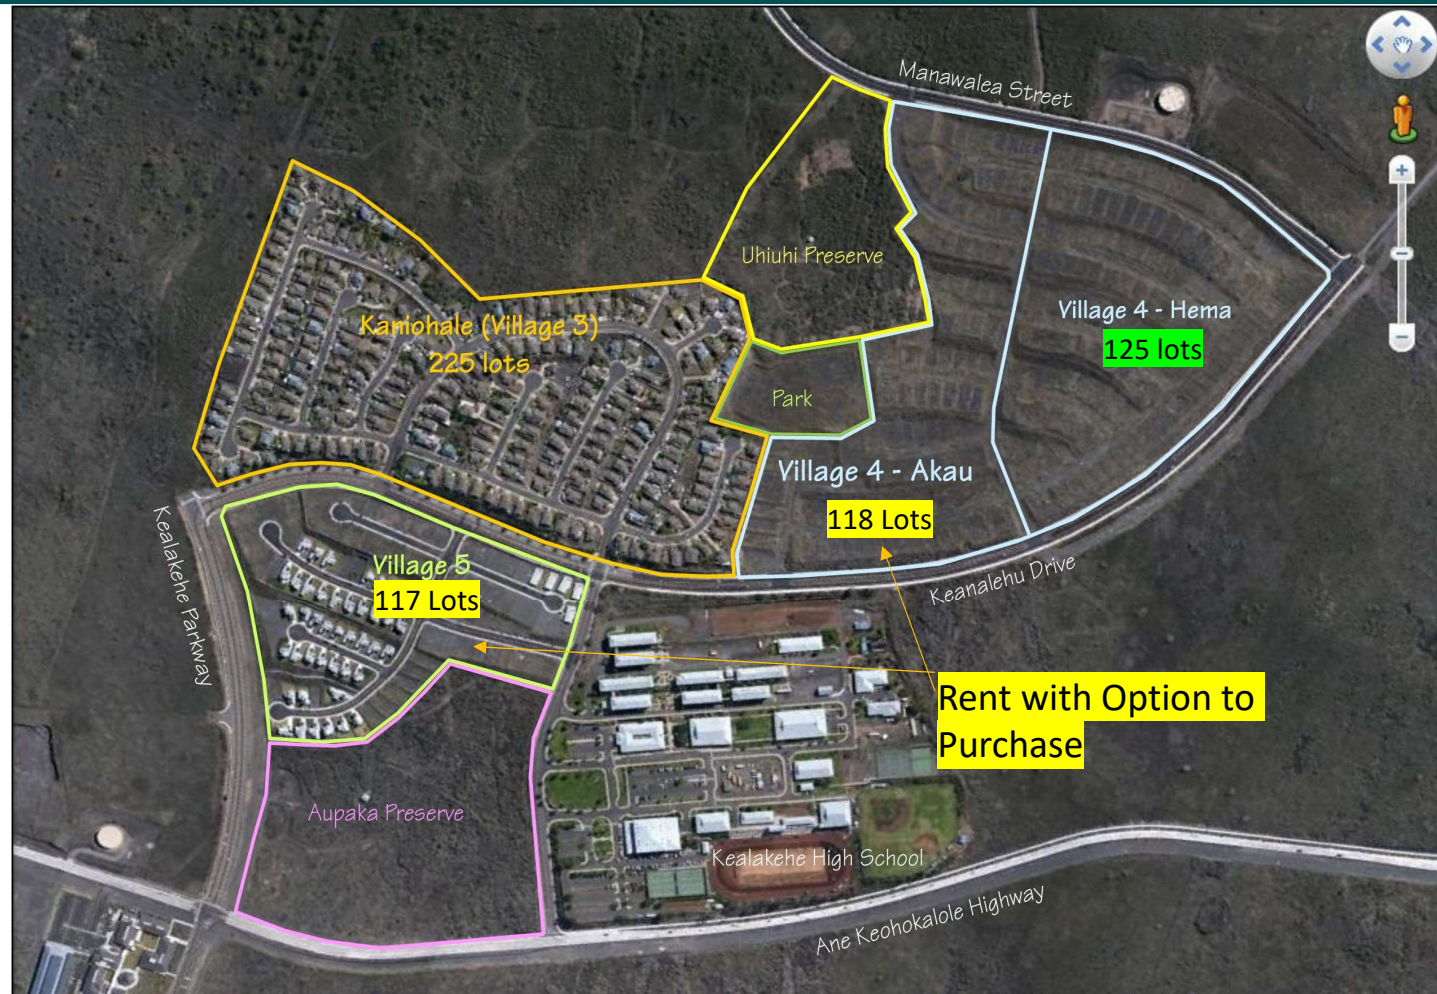 Manawalea Street
Uhiuhi Preserve
Village 4 - Hema
125 lots
Kaniohale (Village 3)
225 lots
Park
Village 4 - Akau
118 Lots
Kealakehe Parkway
Village 5
117 Lots
Keanalehu Drive
Rent with Option to
Purchase
Aupaka Preserve
Kealakehe High School
Ane Keohokalole Highway